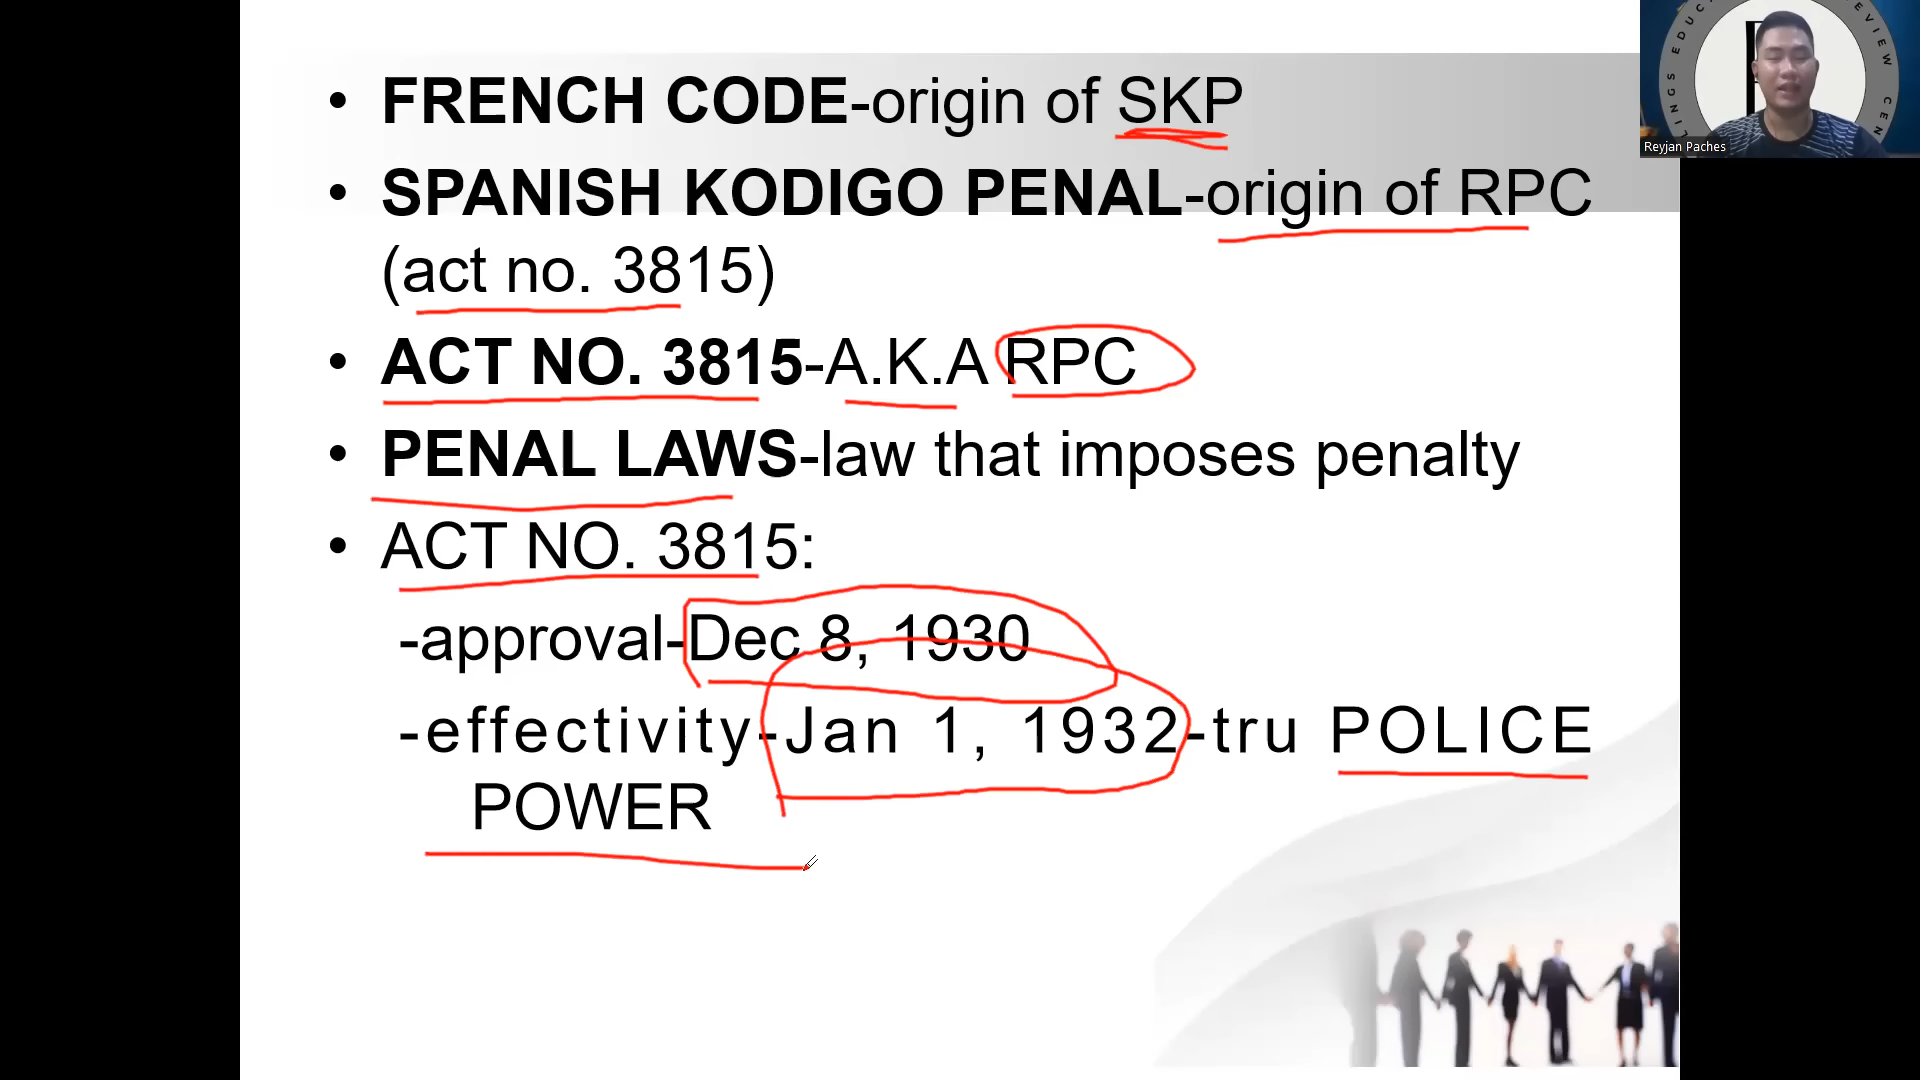 • FRENCH CODE-origin of SKP
• SPANISH KODIGO PENAL-origin of RPC
(act no. 3815)
• ACT NO. 3815-A.K.A RPC
• PENAL LAWS-law that imposes penalty
• ACT NO. 3815:
-approval-Dec 8, 1930
-effectivity-Jan 1, 1932-tru POLICE
POWER
Reyjan Paches